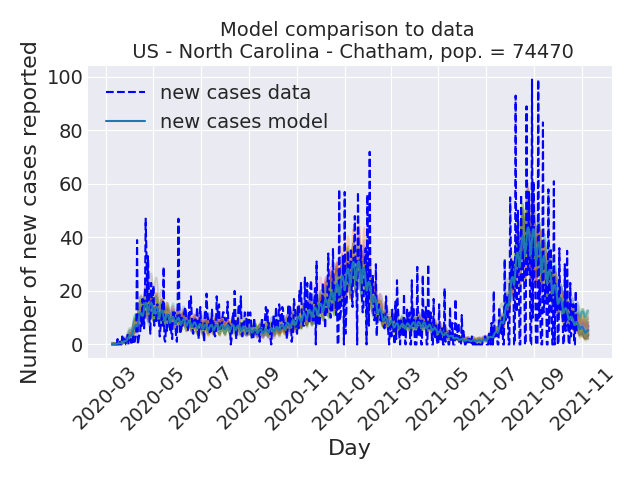 Model comparison to data
US - North Carolina - Chatham, pop. = 74470
Number of new cases reported
100
80
60
40
20
0
new cases data
new cases model
2020-03
2020-05
2020-07
2020-09
2020-11
2021-01
2021-03
2021-05
2021-07
2021-09
2021-11
Day